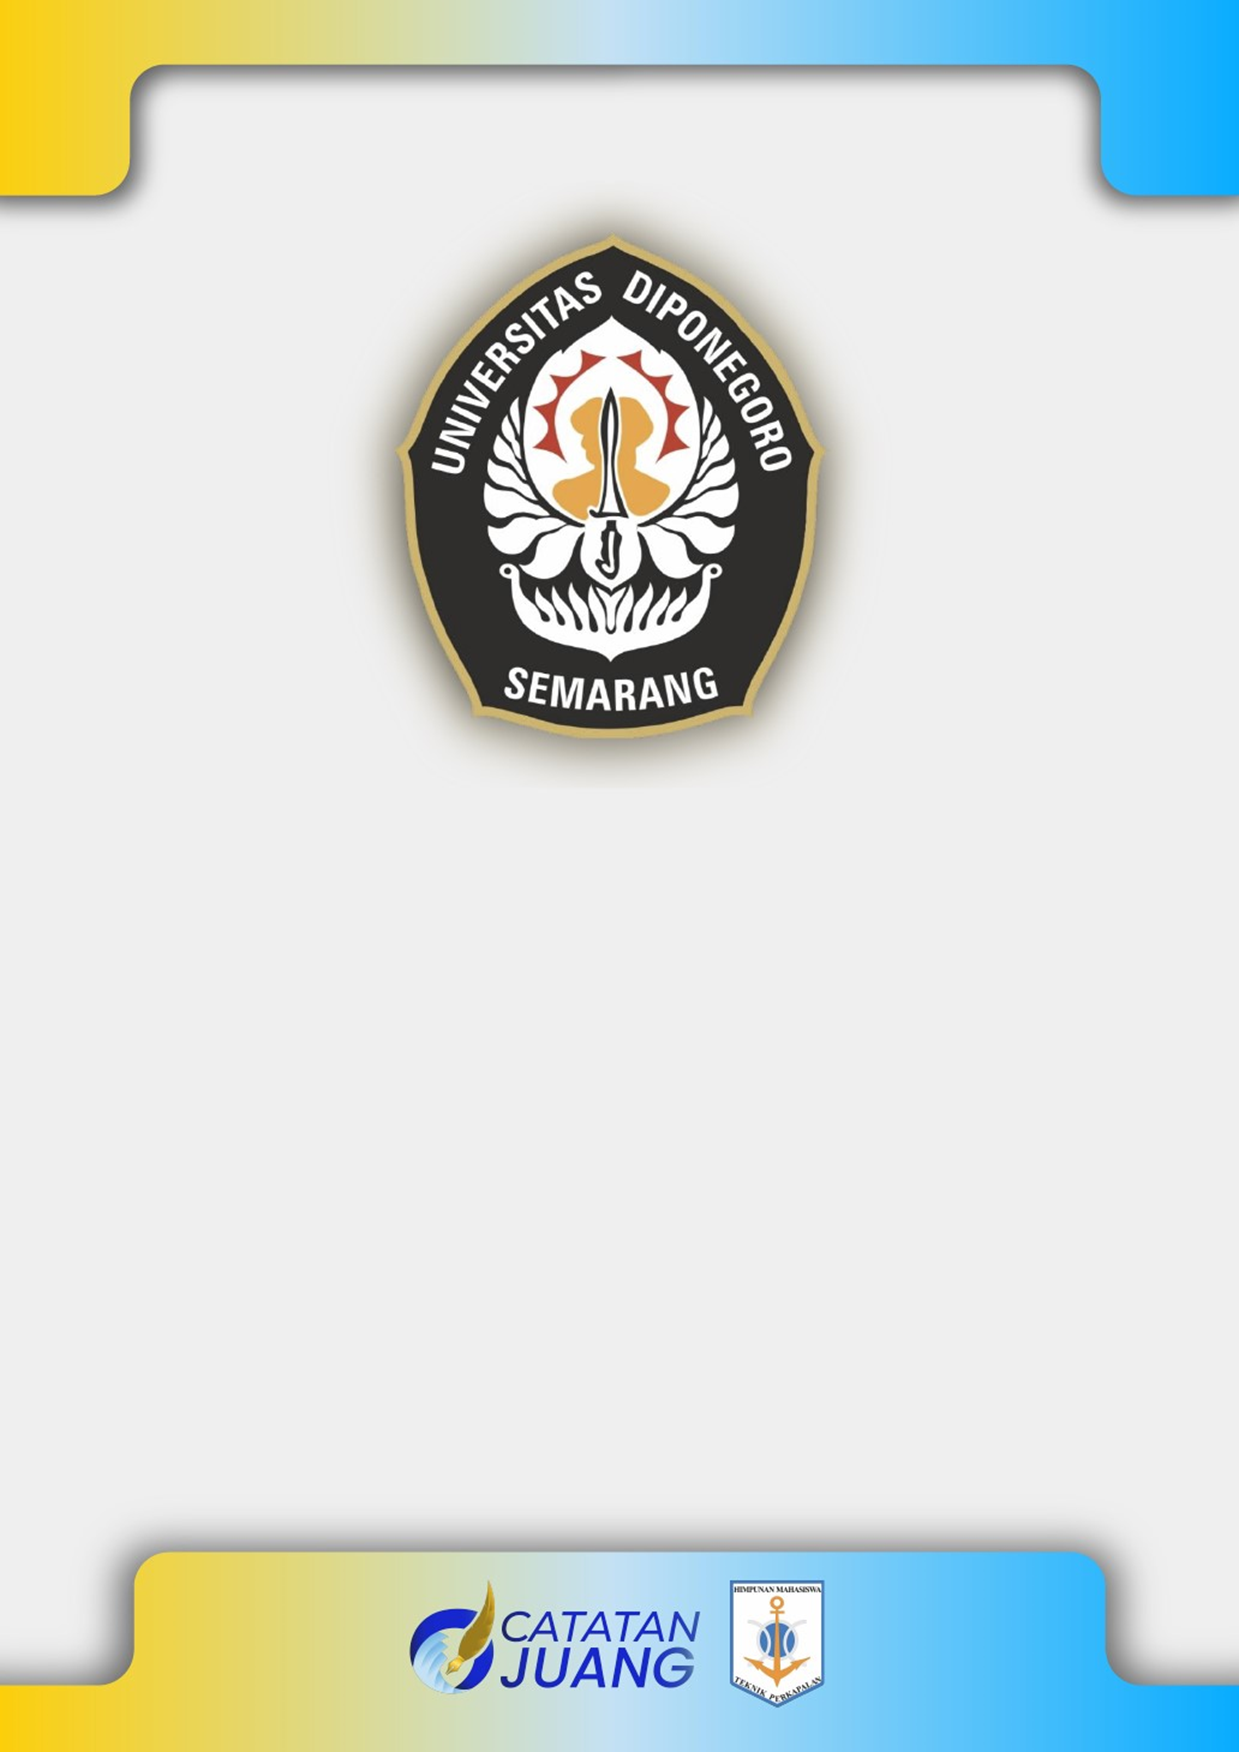 UNIVERSITAS DIPONEGORO
SEMARANG
CATATAN
JUANG
HIMPUNAN MAHASISWA
TEKNIK PERKAPALAN